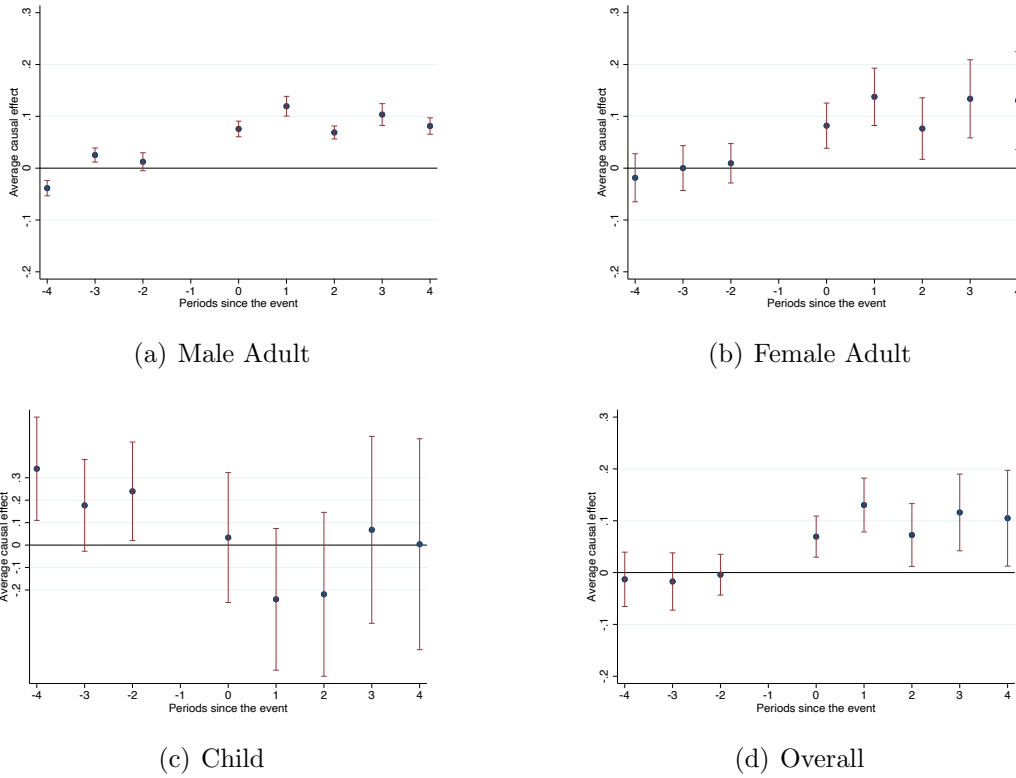 .3
.2
.1
0
-.1
-.2
Average causal effect
-4 -3 -2 -1 0 1 2 3 4
Periods since the event
(a) Male Adult
.3
.2
.1
0
-.1
-.2
Average causal effect
-4 -3 -2 -1 0 1 2 3
Periods since the event
(b) Female Adult
.3
.2
.1
0
-.1
-.2
Average causal effect
-4 -3 -2 -1 0 1 2 3 4
Periods since the event
(c) Child
.3
.2
.1
0
-.1
-.2
Average causal effect
-4 -3 -2 -1 0 1 2 3 4
Periods since the event
(d) Overall